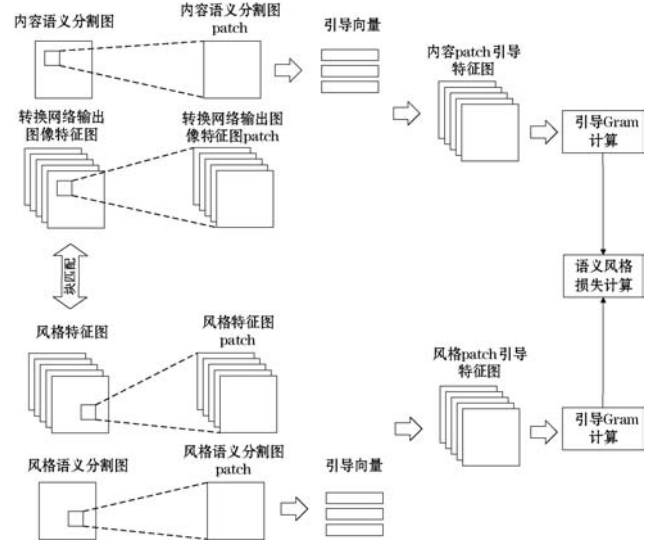 内容语义分割图
内容语义分割图
patch
引导向量
内容patch引导
特征图
转换网络输出
图像特征图
转换网络输出图
像特征图patch
引导Gram
计算
块匹配
语义风格
损失计算
风格特征图
风格特征图
patch
风格patch引导
特征图
引导Gram
计算
风格语义分割图
风格语义分割图
patch
引导向量